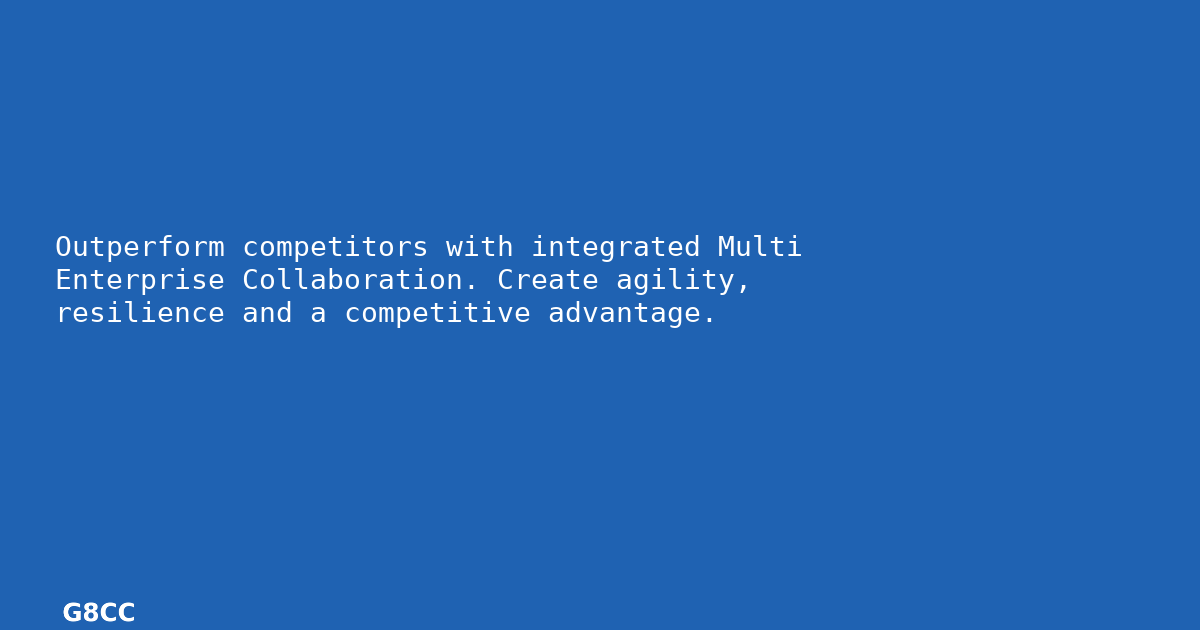 Outperform competitors with integrated Multi
Enterprise Collaboration. Create agility,
resilience and a competitive advantage.
G8CC